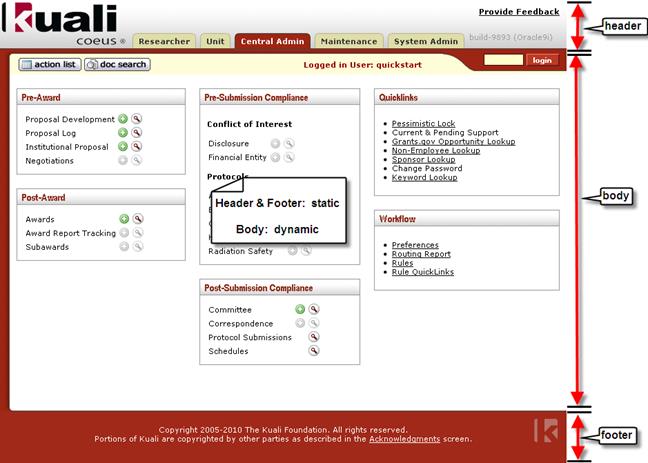 Kuali
coeus ®
Provide Feedback
header
Researcher Unit Central Admin Maintenance System Admin build-9893 (Oracle9i)
action list doc search Logged in User: quickstart login
Pre-Award
Proposal Development
Proposal Log
Institutional Proposal
Negotiations
Post-Award
Awards
Award Report Tracking
Subawards
Pre-Submission Compliance
Conflict of Interest
Disclosure
Financial Entity
Protocols
Header & Footer: static
Body: dynamic
Radiation Safety
Post-Submission Compliance
Committee
Correspondence
Protocol Submissions
Schedules
Quicklinks
Pessimistic Lock
Current & Pending Support
Grants.gov Opportunity Lookup
Non-Employee Lookup
Sponsor Lookup
Change Password
Keyword Lookup
Workflow
Preferences
Routing Report
Rules
Rule QuickLinks
body
Copyright 2005-2010 The Kuali Foundation. All rights reserved.
Portions of Kuali are copyrighted by other parties as described in the Acknowledgments screen.
footer